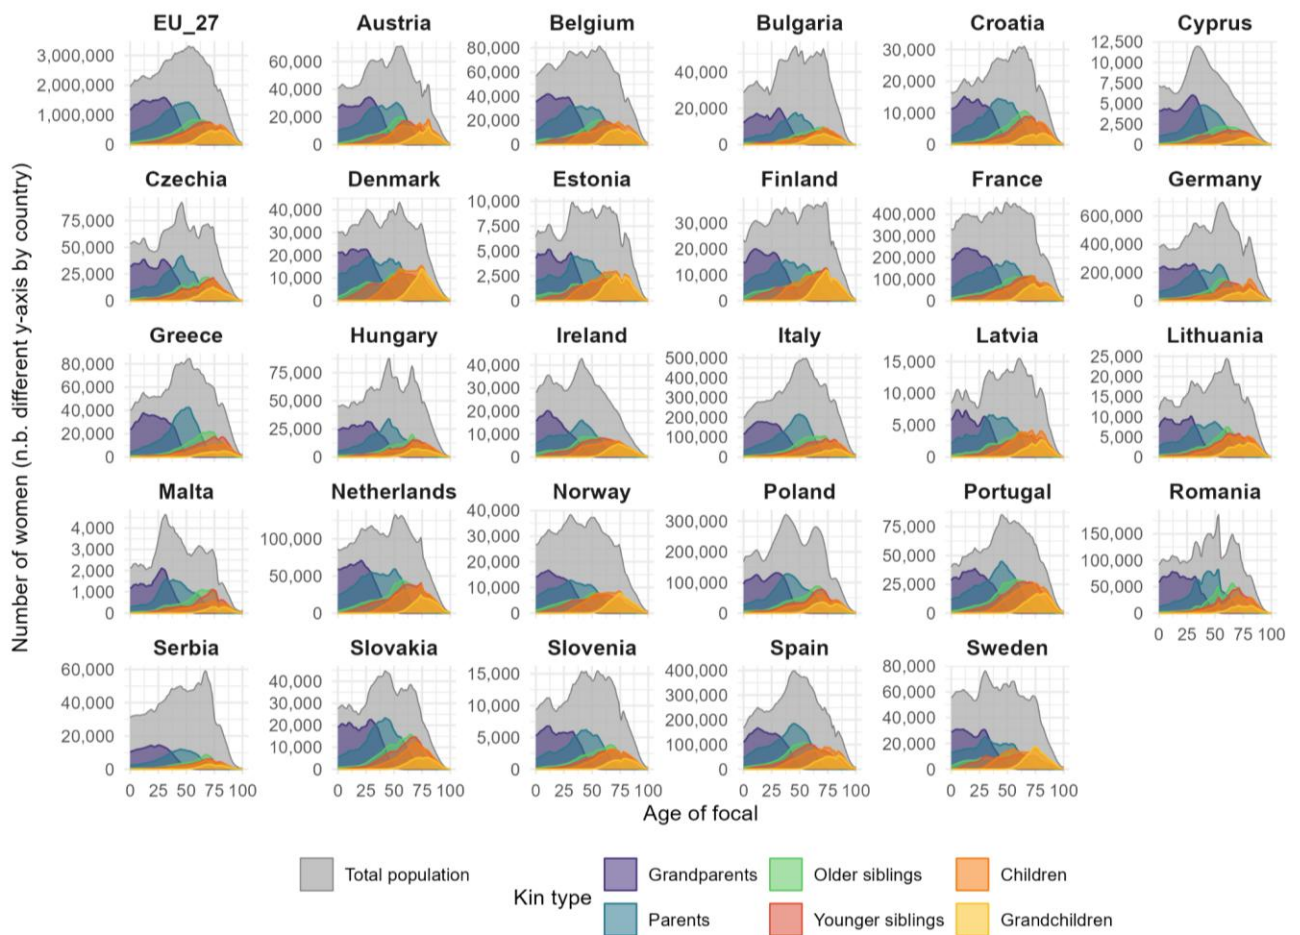 EU_27 Austria Belgium Bulgaria Croatia Cyprus
3,000,000 2,000,000 1,000,000 0
60,000 40,000 20,000 0
80,000 60,000 40,000 20,000 0
40,000 20,000 0
30,000 20,000 10,000 0
12,500 10,000 7,500 5,000 2,500 0
Czechia Denmark Estonia Finland France Germany
75,000 50,000 25,000 0
40,000 30,000 20,000 10,000 0
10,000 7,500 5,000 2,500 0
30,000 20,000 10,000 0
400,000 300,000 200,000 100,000 0
600,000 400,000 200,000 0
Greece Hungary Ireland Italy Latvia Lithuania
80,000 60,000 40,000 20,000 0
75,000 50,000 25,000 0
40,000 30,000 20,000 10,000 0
500,000 400,000 300,000 200,000 100,000 0
15,000 10,000 5,000 0
25,000 20,000 15,000 10,000 5,000 0
Malta Netherlands Norway Poland Portugal Romania
4,000 3,000 2,000 1,000 0
100,000 50,000 0
40,000 30,000 20,000 10,000 0
300,000 200,000 100,000 0
75,000 50,000 25,000 0
150,000 100,000 50,000 0
0 25 50 75 100
Serbia Slovakia Slovenia Spain Sweden
60,000 40,000 20,000 0
40,000 30,000 20,000 10,000 0
15,000 10,000 5,000 0
400,000 300,000 200,000 100,000 0
80,000 60,000 40,000 20,000 0
0 25 50 75 100 0 25 50 75 100 0 25 50 75 100 0 25 50 75 100 0 25 50 75 100
Number of women (n.b. different y-axis by country)
Age of focal
Total population
Kin type
Grandparents Older siblings Children
Parents Younger siblings Grandchildren